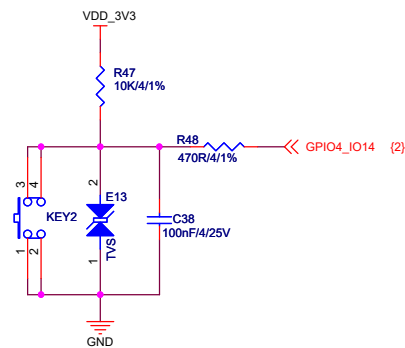 VDD_3V3
R47
10K/4/1%
R48
470R/4/1%
GPIO4_IO14 {2}
3
4
2
E13
KEY2
C38
100nF/4/25V
TVS
1
2
1
GND